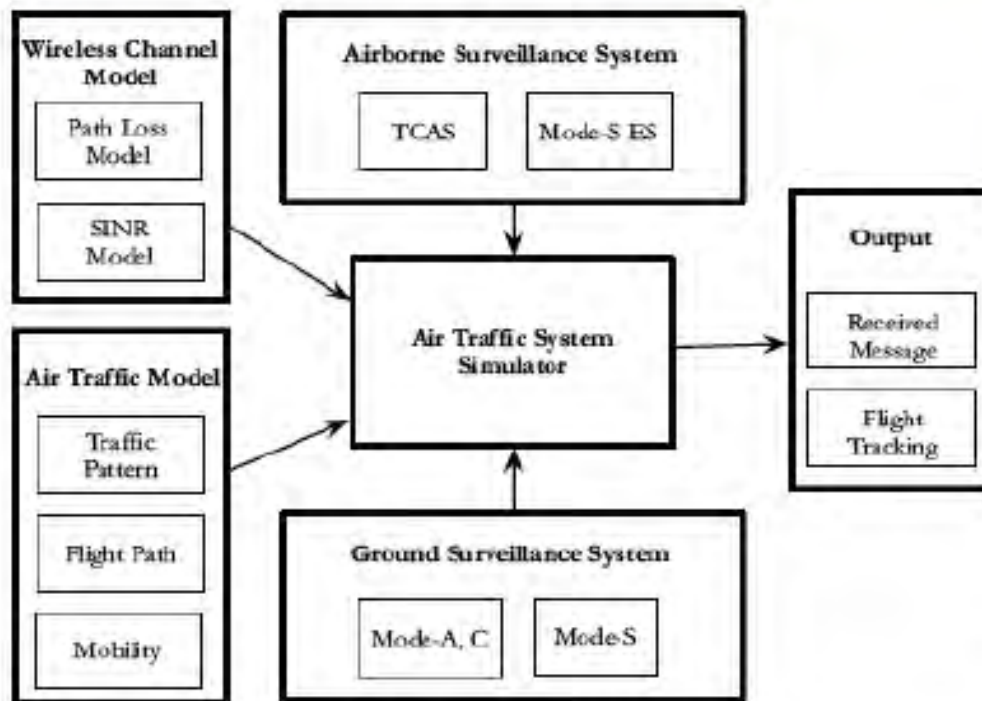 Wireless Channel
Model
Path Loss
Model
SINR
Model
Air Traffic Model
Traffic
Pattern
Flight Path
Mobility
Airborne Surveillance System
TCAS
Mode-S ES
Air Traffic System
Simulator
Ground Surveillance System
Mode-A, C
Mode-S
Output
Received
Message
Flight
Tracking